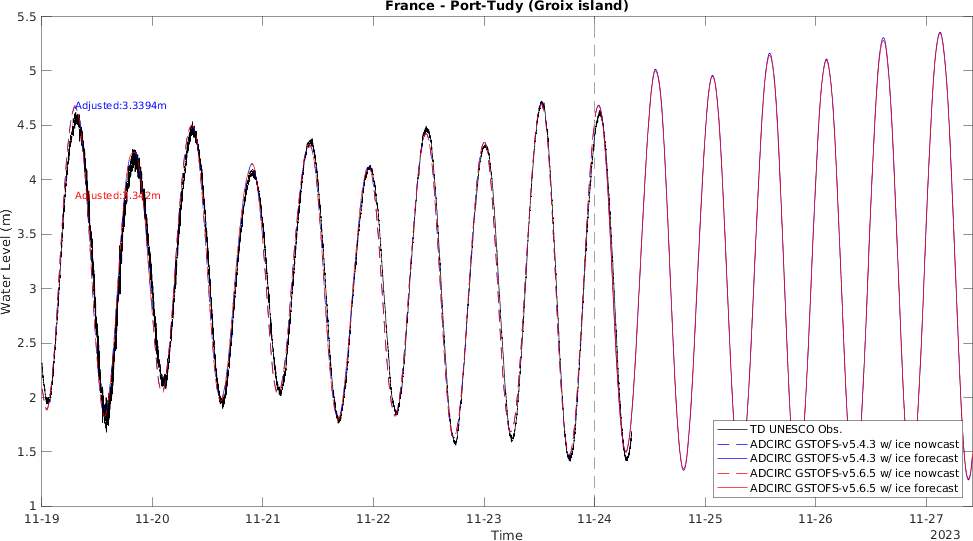 France - Port-Tudy (Groix island)
5.5
5
4.5
4
3.5
3
2.5
2
1.5
1
Water Level (m)
Adjusted:3.3394m
Adjusted:3.342m
TD UNESCO Obs.
ADCIRC GSTOFS-v5.4.3 w/ ice nowcast
ADCIRC GSTOFS-v5.4.3 w/ ice forecast
ADCIRC GSTOFS-v5.6.5 w/ ice nowcast
ADCIRC GSTOFS-v5.6.5 w/ ice forecast
11-19 11-20 11-21 11-22 11-23 11-24 11-25 11-26 11-27
Time
2023